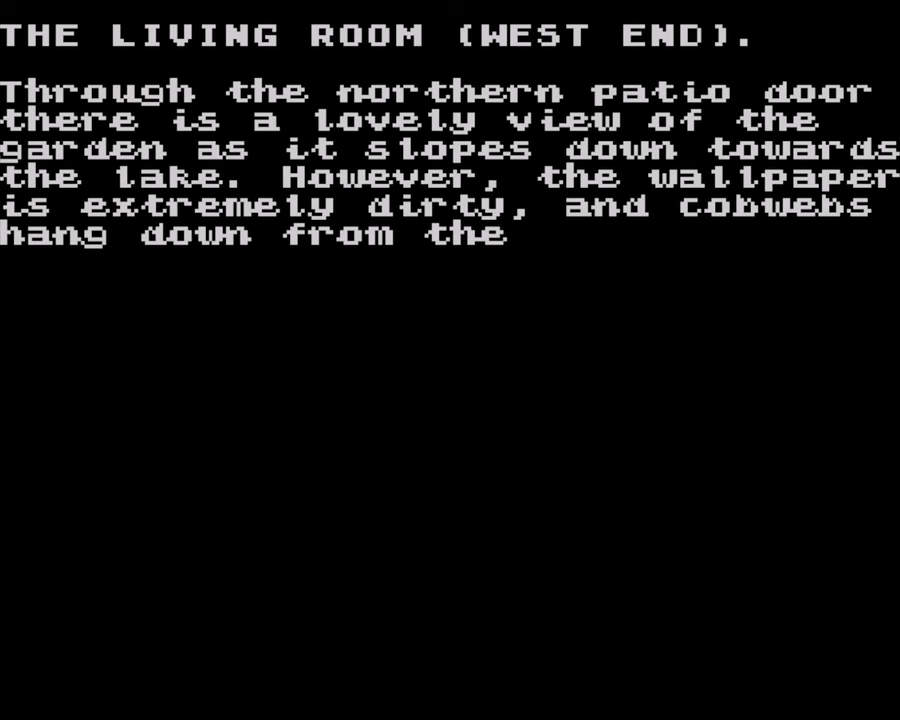 THE LIVING ROOM (WEST END).
Through the northern patio door
there is a lovely view of the
garden as it slopes down towards
the lake. However, the wallpaper
is extremely dirty, and cobwebs
hang down from the